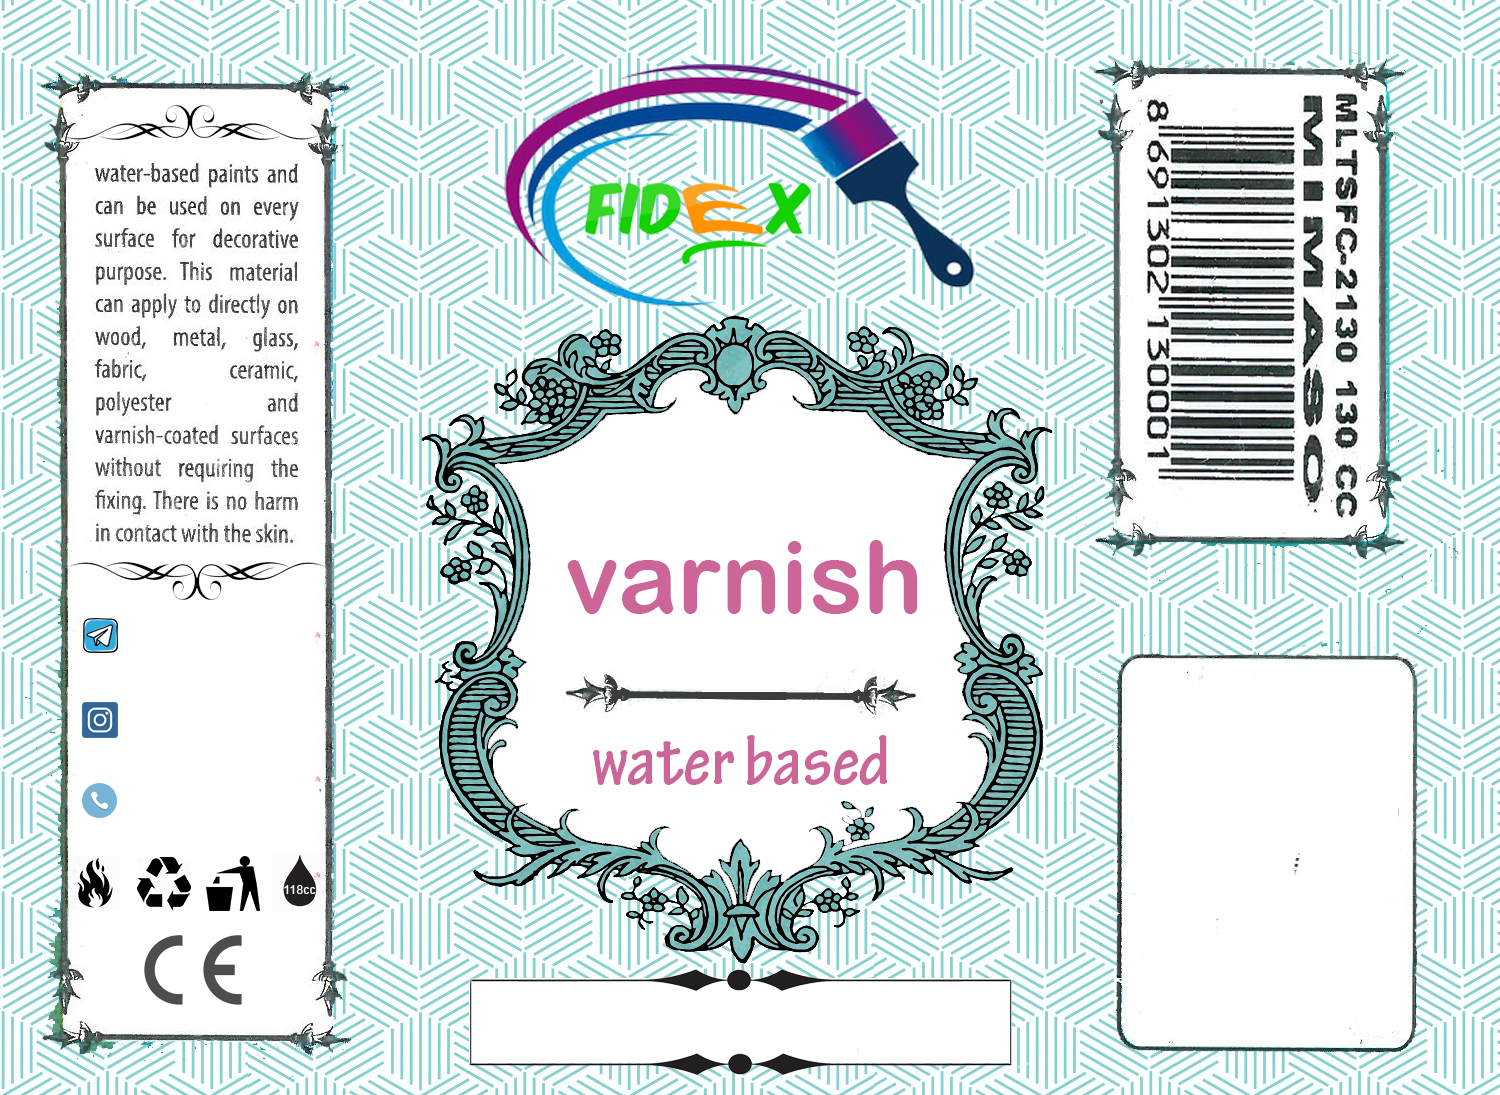 water-based paints and
can be used on every
surface for decorative
purpose. This material
can apply to directly on
wood, metal, glass,
fabric, ceramic,
polyester and
varnish-coated surfaces
without requiring the
fixing. There is no harm
in contact with the skin.
118cc
CE
FIDEX
varnish
water based
MLTSFC-2130 130 CC
MIMASO
8 691302 130001